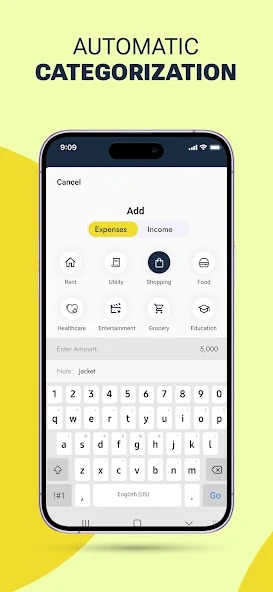 AUTOMATIC
CATEGORIZATION
9:09
Cancel
Add
Expenses Income
Rent Utility Shopping Food
Healthcare Entertainment Grocery Education
Enter Amount: 5,000
Note: Jacket
1 2 3 4 5 6 7 8 9 0
q w e r t y u i o p
a s d f g h j k l
z x c v b n m
!#1 , English (US) . Go